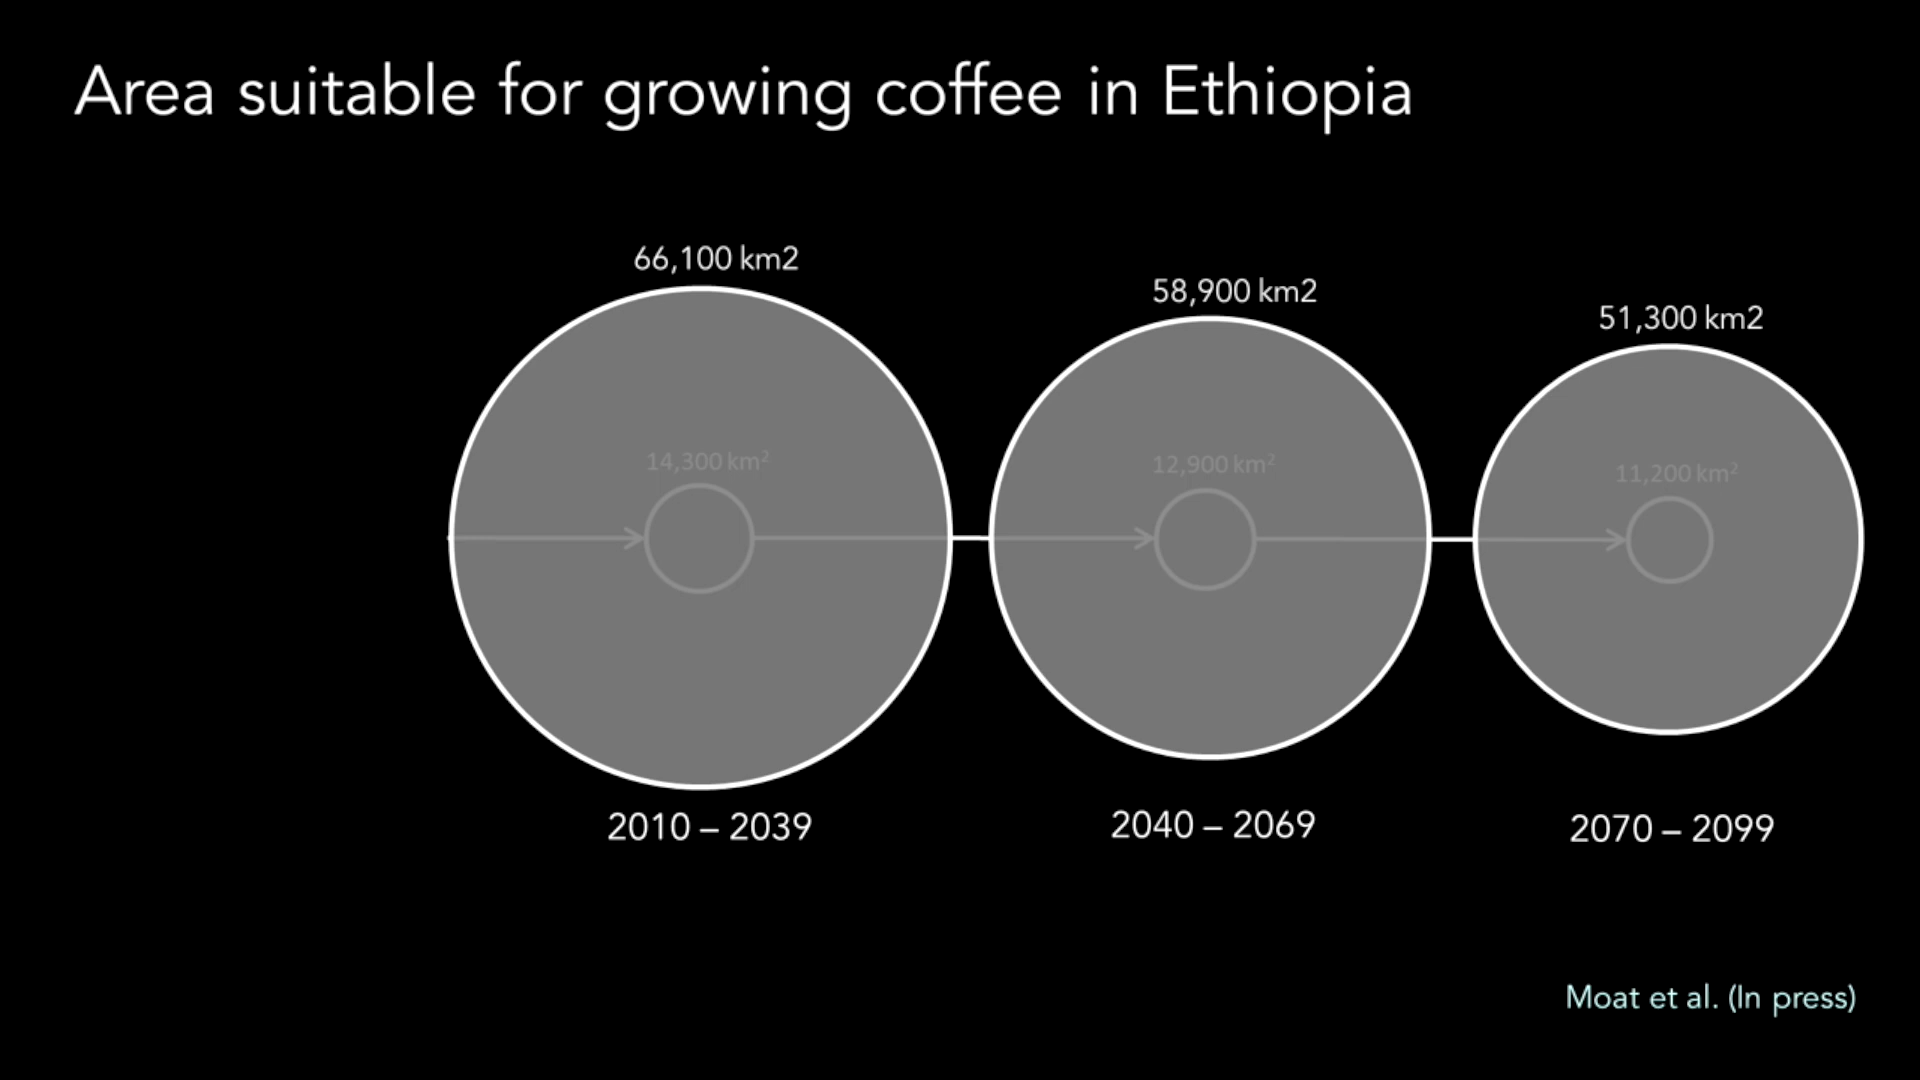 Area suitable for growing coffee in Ethiopia
66,100 km2
58,900 km2
51,300 km2
14,300 km²
12,900 km²
11,200 km²
2010 – 2039
2040 – 2069
2070 – 2099
Moat et al. (In press)